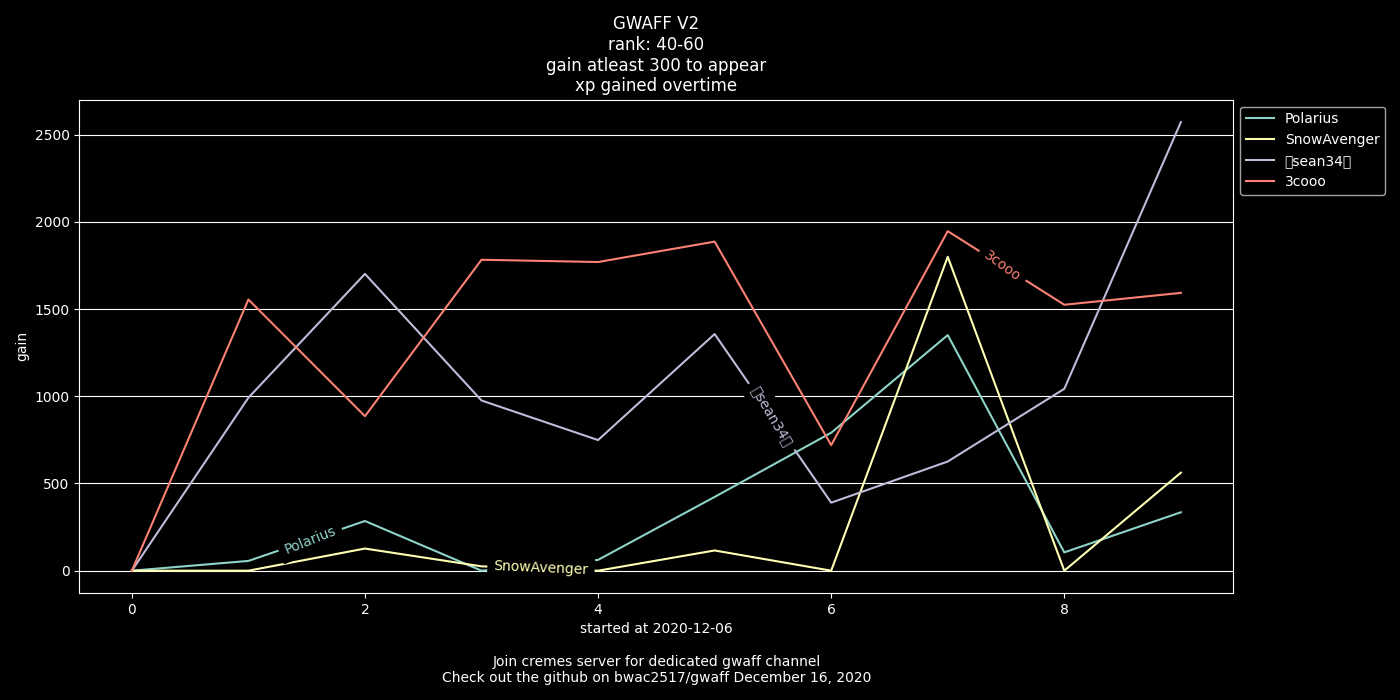 GWAFF V2
rank: 40-60
gain atleast 300 to appear
xp gained overtime
2500
2000
1500
1000
500
0
gain
0
2
4
6
8
started at 2020-12-06
Polarius
SnowAvenger
sean34
3cooo
Polarius
SnowAvenger
sean34
3cooo
Join cremes server for dedicated gwaff channel
Check out the github on bwac2517/gwaff December 16, 2020